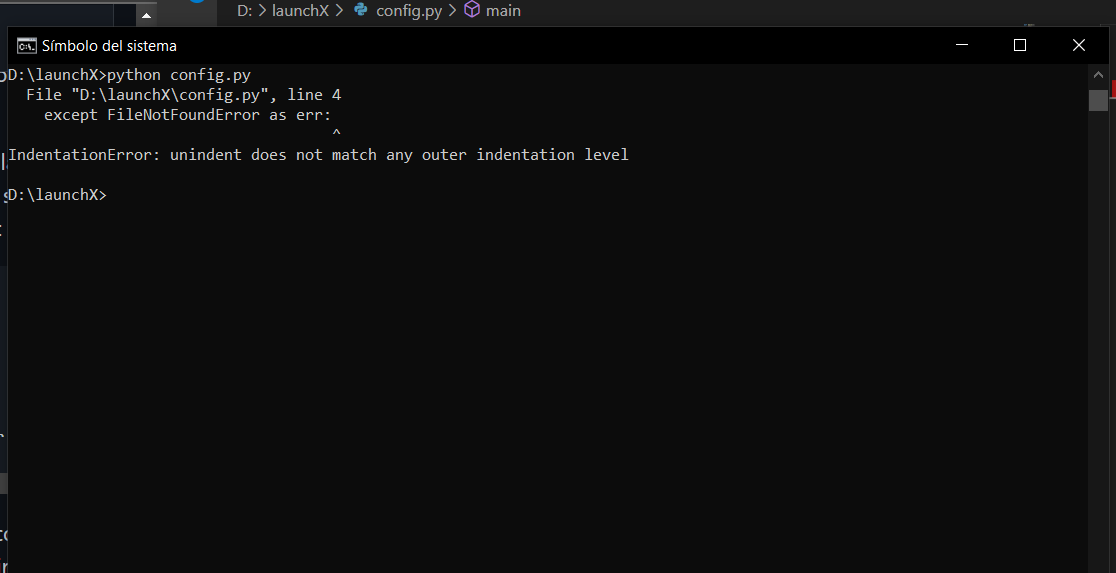 D: > launchX > config.py > main
Símbolo del sistema
D:\launchX>python config.py
File "D:\launchX\config.py", line 4
except FileNotFoundError as err:
^
IndentationError: unindent does not match any outer indentation level
D:\launchX>